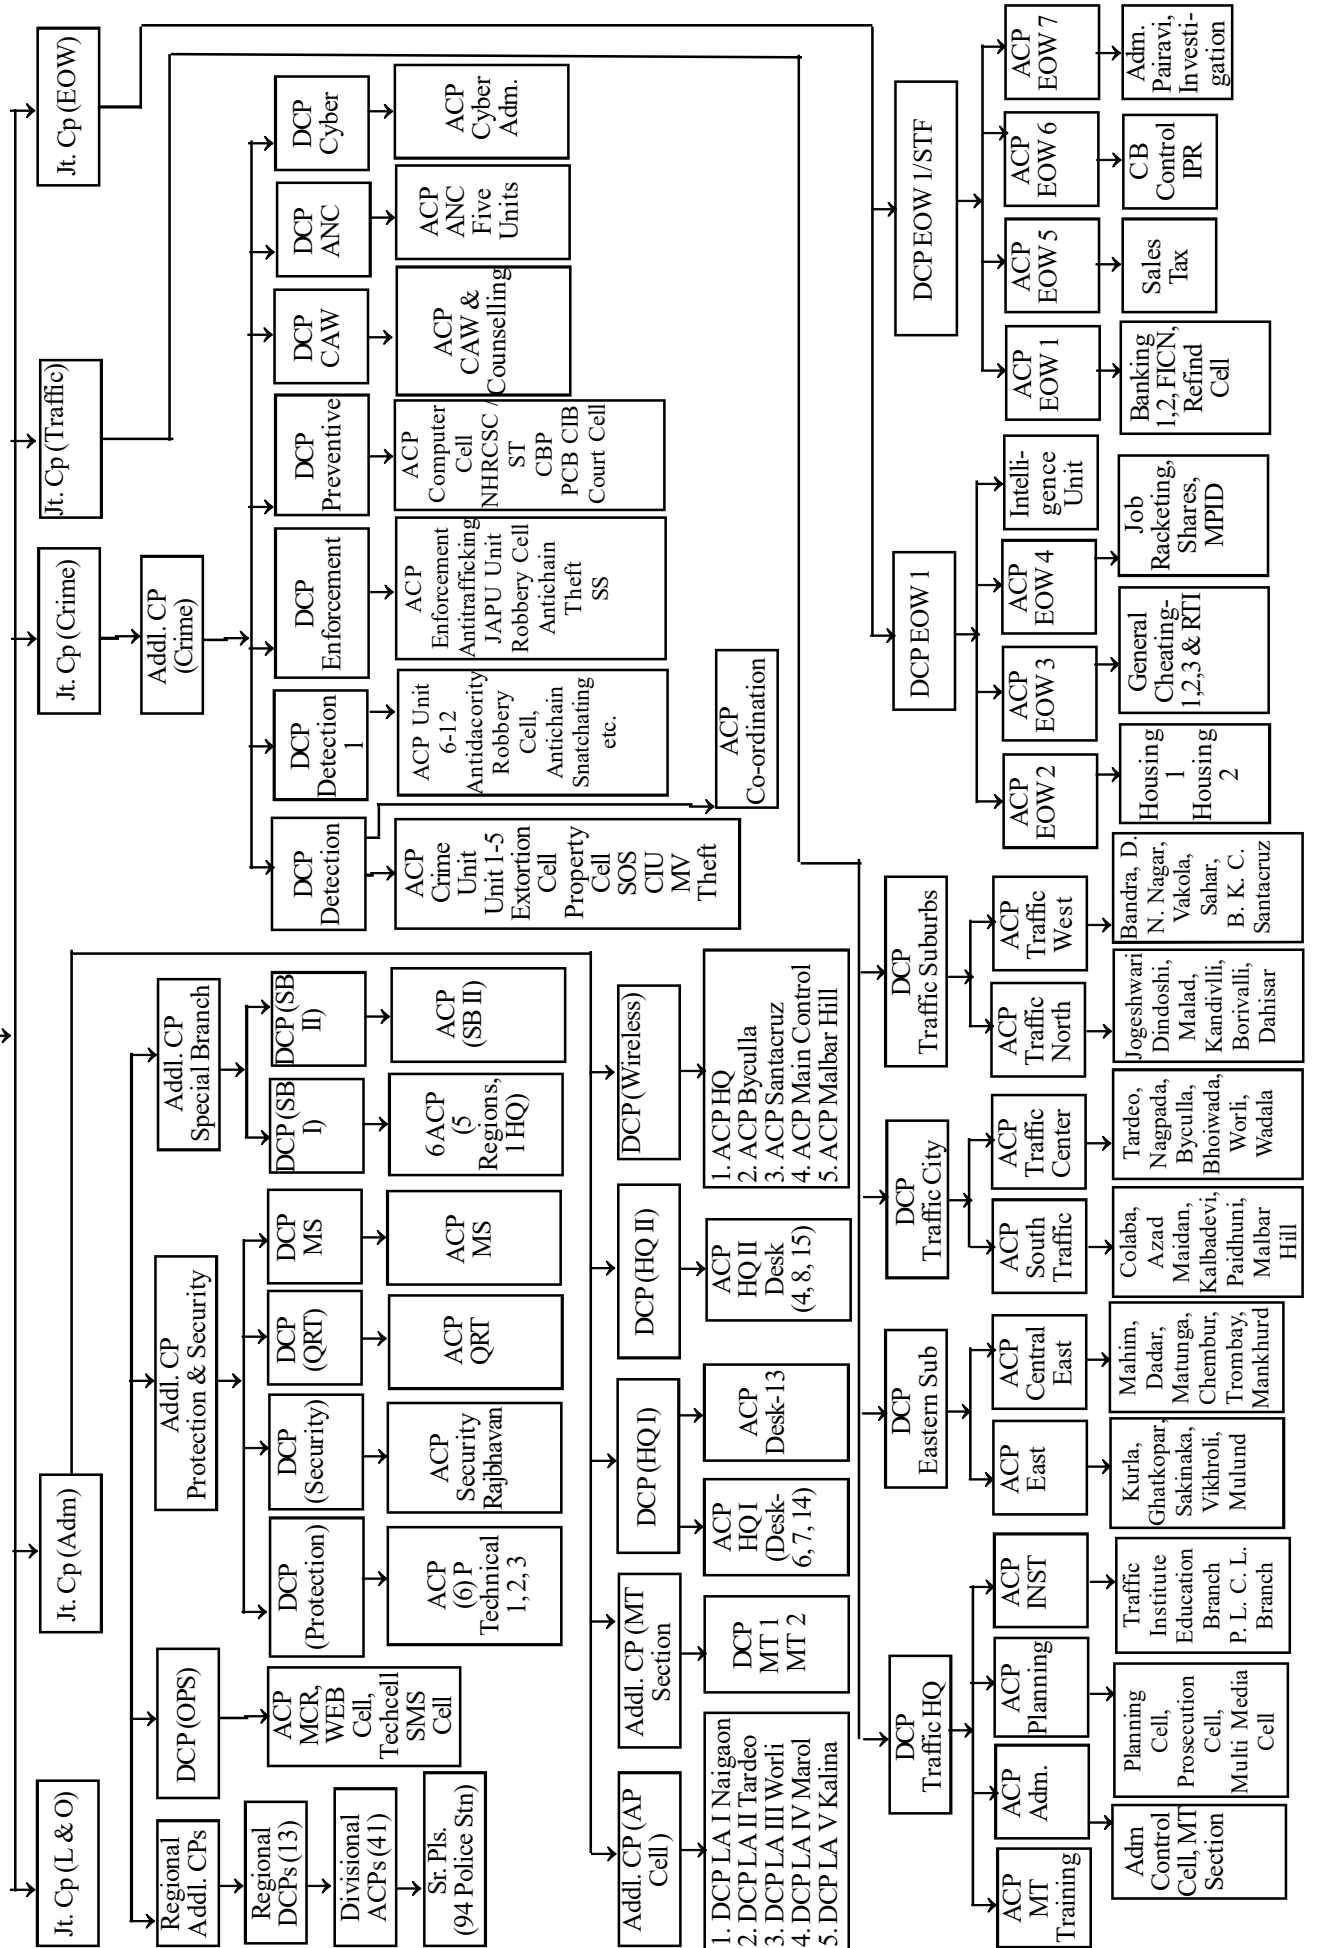 Jt. Cp (L & O)
Jt. Cp (Adm)
Jt. Cp (Crime)
Jt. Cp (Traffic)
Jt. Cp (EOW)
Regional
Addl. CPs
DCP (OPS)
Addl. CP
Protection & Security
Addl. CP
Special Branch
Addl. CP
(Crime)
Regional
DCPs (13)
Divisional
ACPs (41)
Sr. Pls.
(94 Police Stn)
ACP
MCR,
WEB
Cell,
Techcell
SMS
Cell
DCP
(Protection)
DCP
(Security)
DCP
(QRT)
DCP
MS
DCP (SB
I)
DCP (SB
II)
ACP
(6) P
Technical
1, 2, 3
ACP
Security
Rajbhavan
ACP
QRT
ACP
MS
6 ACP
(5
Regions,
1 HQ)
ACP
(SB II)
DCP
Detection
DCP
Detection
1
DCP
Enforcement
DCP
Preventive
DCP
CAW
DCP
ANC
DCP
Cyber
ACP
Crime
Unit
Unit 1-5
Extortion
Cell
Property
Cell
SOS
CIU
MV
Theft
ACP Unit
6-12
Antidacority
Robbery
Cell,
Antichain
Snatchating
etc.
ACP
Enforcement
Antitrafficking
JAPU Unit
Robbery Cell
Antichain
Theft
SS
ACP
Computer
Cell
NHRCSC /
ST
CBP
PCB CIB
Court Cell
ACP
CAW &
Counselling
ACP
ANC
Five
Units
ACP
Cyber
Adm.
ACP
Co-ordination
Addl. CP (AP
Cell )
Addl. CP (MT
Section
DCP (HQ I)
DCP (HQ II)
DCP (Wireless)
1. DCP LA I Naigaon
2. DCP LA II Tardeo
3. DCP LA III Worli
4. DCP LA IV Marol
5. DCP LA V Kalina
DCP
MT 1
MT 2
ACP
HQ I
(Desk-
6, 7, 14)
ACP
Desk-13
ACP
HQ II
Desk
(4, 8, 15)
1. ACP HQ
2. ACP Byculla
3. ACP Santacruz
4. ACP Main Control
5. ACP Malbar Hill
DCP
Traffic HQ
DCP
Eastern Sub
DCP
Traffic City
DCP
Traffic Suburbs
DCP EOW 1
DCP EOW 1/STF
ACP
MT
Training
ACP
Adm.
ACP
Planning
ACP
INST
ACP
East
ACP
Central
East
ACP
South
Traffic
ACP
Traffic
Center
ACP
Traffic
North
ACP
Traffic
West
ACP
EOW 2
ACP
EOW 3
ACP
EOW 4
Intelli-
gence
Unit
ACP
EOW 1
ACP
EOW 5
ACP
EOW 6
ACP
EOW 7
Adm
Control
Cell, MT
Section
Planning
Cell,
Prosecution
Cell,
Multi Media
Cell
Traffic
Institute
Education
Branch
P. L. C. L.
Branch
Kurla,
Ghatkopar,
Sakinaka,
Vikhroli,
Mulund
Mahim,
Dadar,
Matunga,
Chembur,
Trombay,
Mankhurd
Colaba,
Azad
Maidan,
Kalbadevi,
Paidhuni,
Malbar
Hill
Tardeo,
Nagpada,
Byculla,
Bhoiwada,
Worli,
Wadala
Jogeshwari
Dindoshi,
Malad,
Kandivlli,
Borivalli,
Dahisar
Bandra, D.
N. Nagar,
Vakola,
Sahar,
B. K. C.
Santacruz
Housing
1
Housing
2
General
Cheating-
1,2,3 & RTI
Job
Racketing,
Shares,
MPID
Banking
1,2, FICN,
Refind
Cell
Sales
Tax
CB
Control
IPR
Adm.
Pairavi,
Investi-
gation